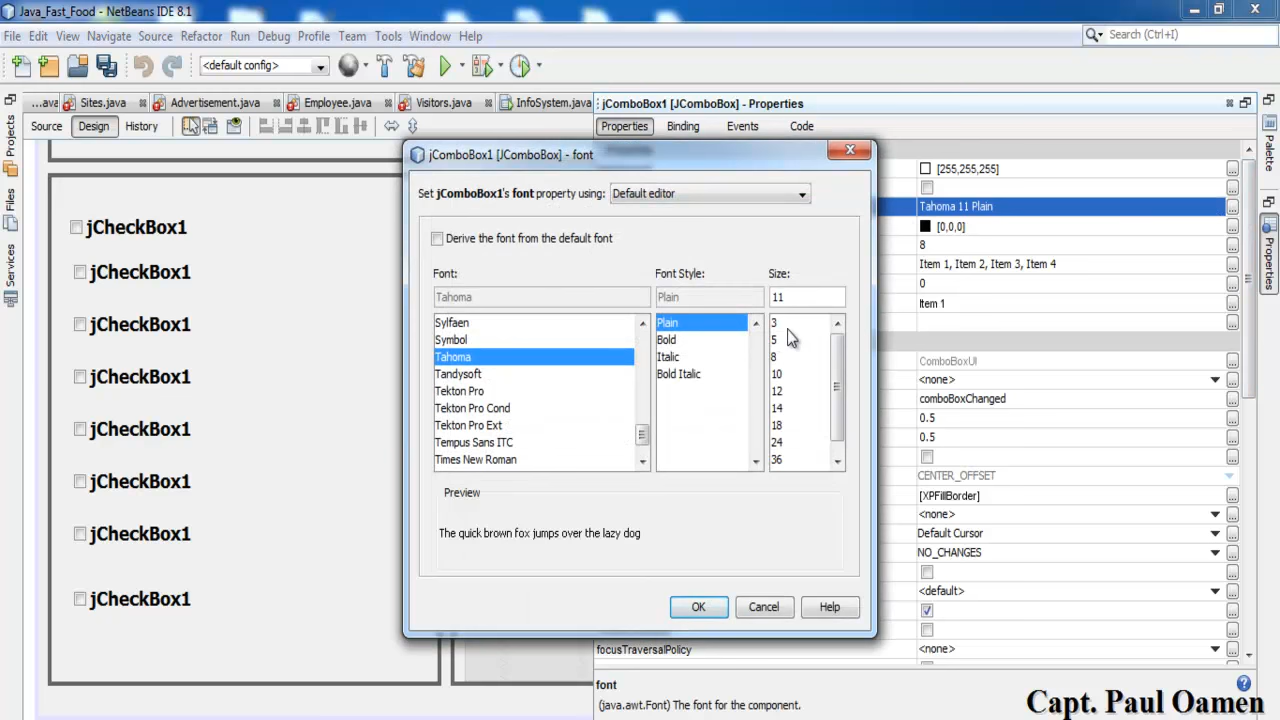 Java_Fast_Food - NetBeans IDE 8.1
File Edit View Navigate Source Refactor Run Debug Profile Team Tools Window Help
Search (Ctrl+I)
<default config>
...ava Sites.java Advertisement.java Employee.java Visitors.java InfoSystem.java
jComboBox1 [JComboBox] - Properties
Source Design History
Properties Binding Events Code
Projects
Files
Services
Palette
Properties
jCheckBox1
jCheckBox1
jCheckBox1
jCheckBox1
jCheckBox1
jCheckBox1
jCheckBox1
jCheckBox1
jComboBox1 [JComboBox] - font
Set jComboBox1's font property using: Default editor
Derive the font from the default font
Font: Font Style: Size:
Tahoma Plain 11
Sylfaen Plain 3
Symbol Bold 5
Tahoma Italic 8
Tandysoft Bold Italic 10
Tekton Pro 12
Tekton Pro Cond 14
Tekton Pro Ext 18
Tempus Sans ITC 24
Times New Roman 36
Preview
The quick brown fox jumps over the lazy dog
OK Cancel Help
[255,255,255]
Tahoma 11 Plain
[0,0,0]
8
Item 1, Item 2, Item 3, Item 4
0
Item 1
ComboBoxUI
<none>
comboBoxChanged
0.5
0.5
CENTER_OFFSET
[XPFillBorder]
<none>
Default Cursor
NO_CHANGES
<default>
focusTraversalPolicy <none>
font
(java.awt.Font) The font for the component.
Capt. Paul Oamen